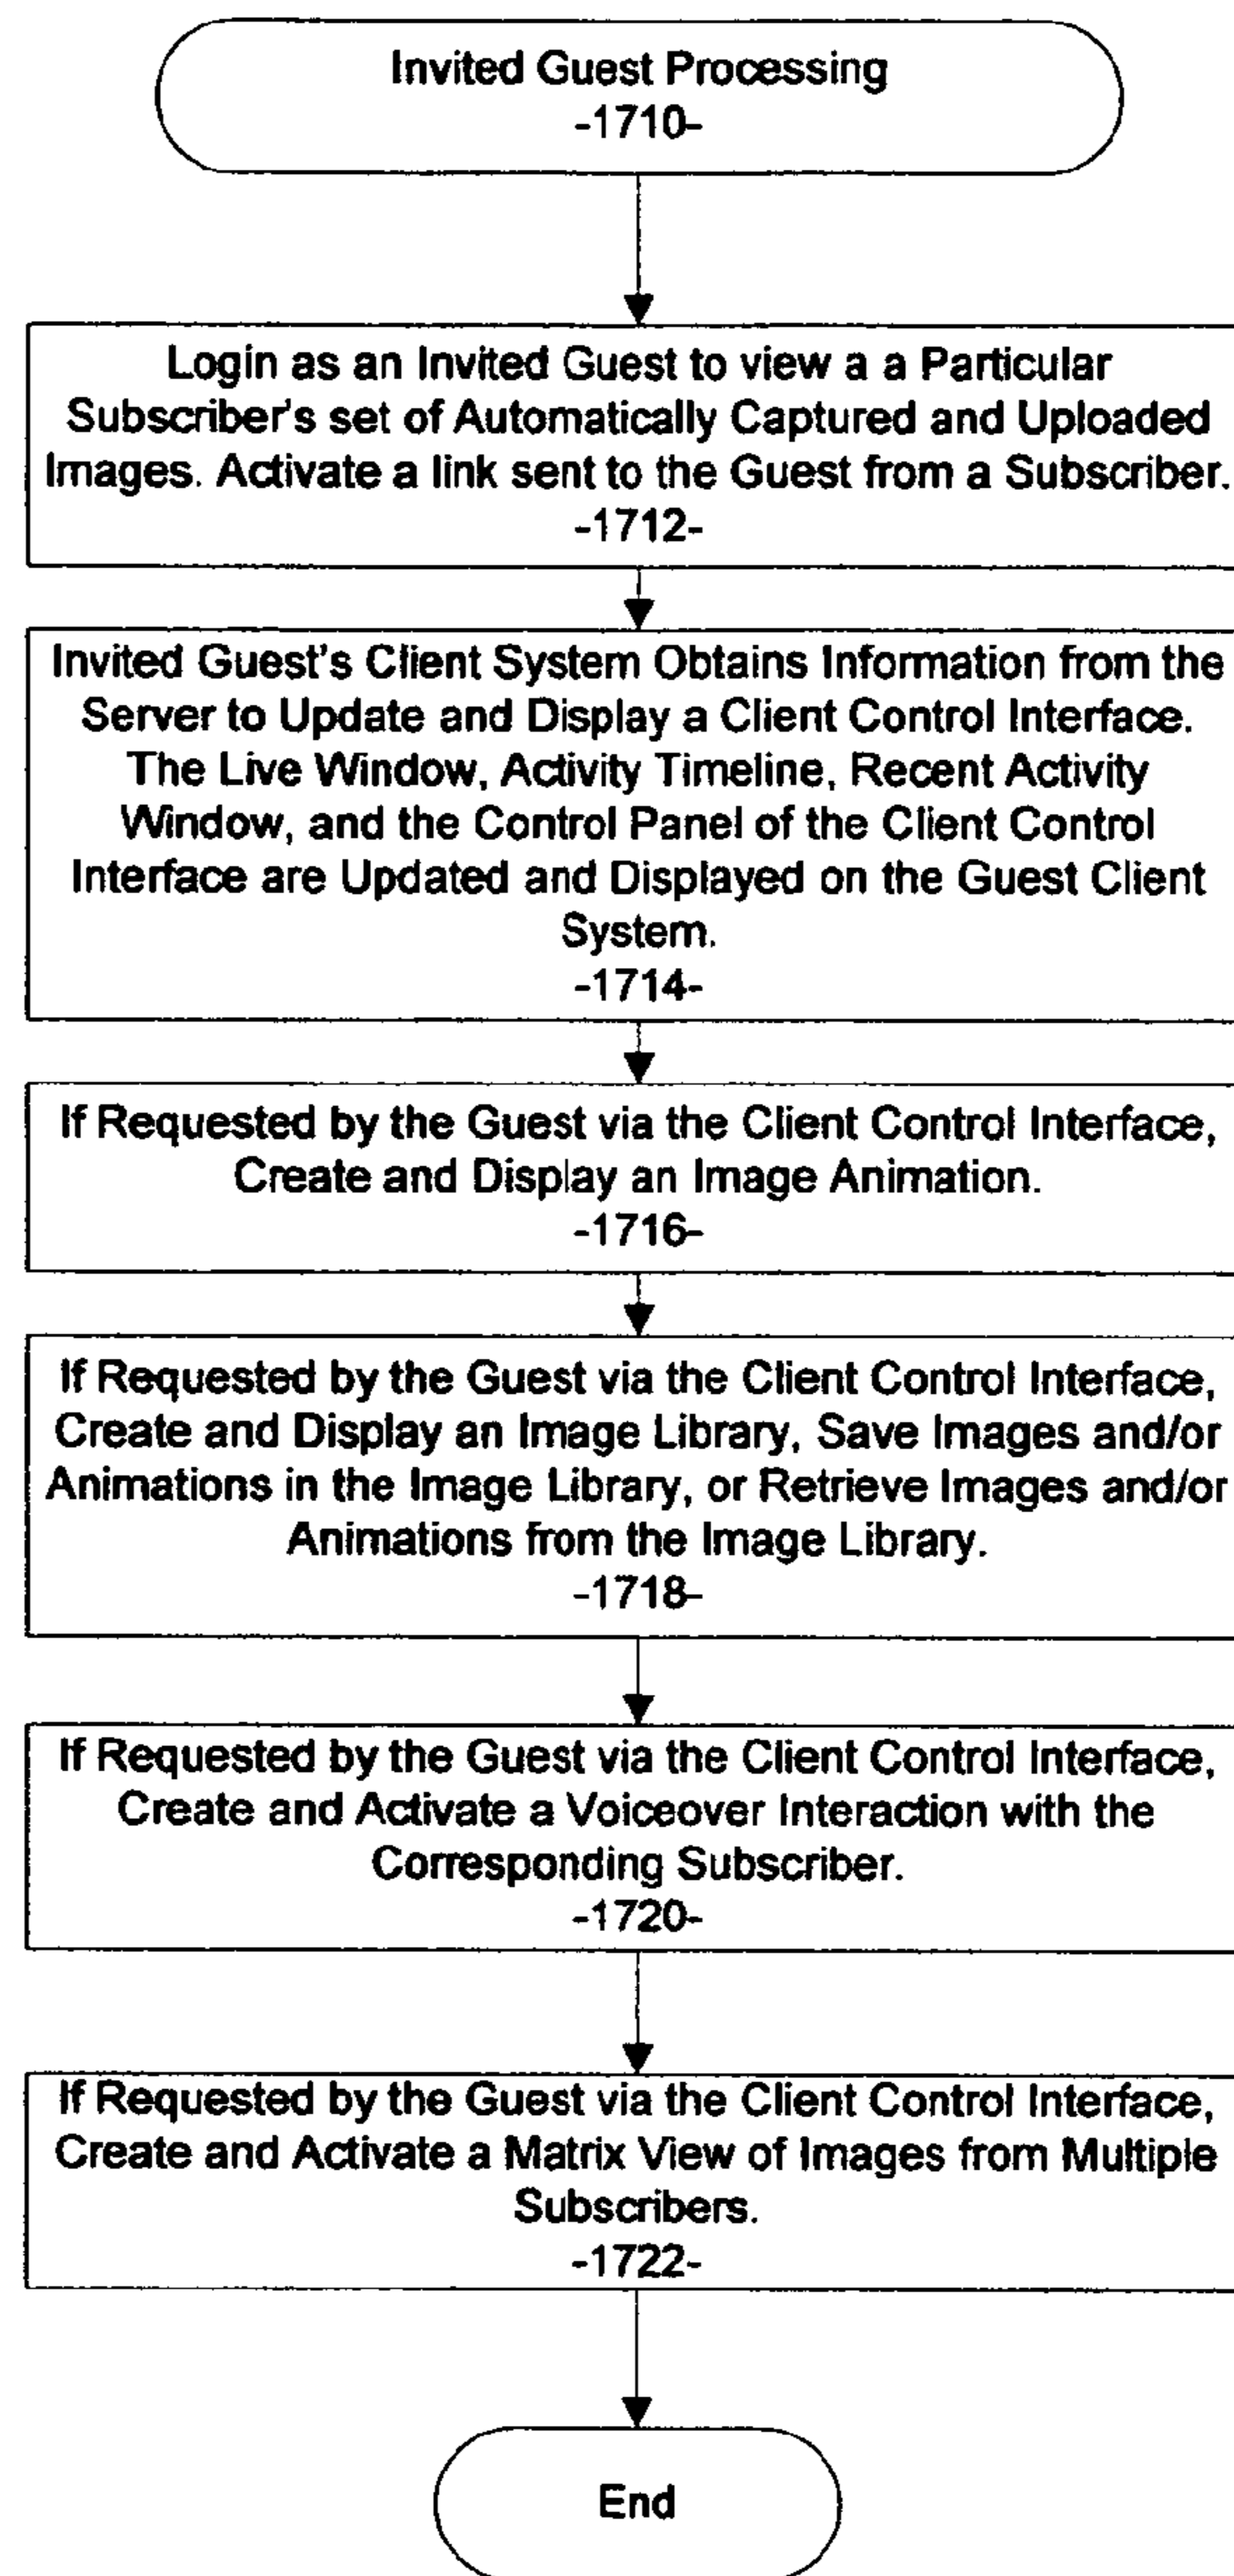 Invited Guest Processing
-1710-
Login as an Invited Guest to view a a Particular
Subscriber's set of Automatically Captured and Uploaded
Images. Activate a link sent to the Guest from a Subscriber.
-1712-
Invited Guest's Client System Obtains Information from the
Server to Update and Display a Client Control Interface.
The Live Window, Activity Timeline, Recent Activity
Window, and the Control Panel of the Client Control
Interface are Updated and Displayed on the Guest Client
System.
-1714-
If Requested by the Guest via the Client Control Interface,
Create and Display an Image Animation.
-1716-
If Requested by the Guest via the Client Control Interface,
Create and Display an Image Library, Save Images and/or
Animations in the Image Library, or Retrieve Images and/or
Animations from the Image Library.
-1718-
If Requested by the Guest via the Client Control Interface,
Create and Activate a Voiceover Interaction with the
Corresponding Subscriber.
-1720-
If Requested by the Guest via the Client Control Interface,
Create and Activate a Matrix View of Images from Multiple
Subscribers.
-1722-
End